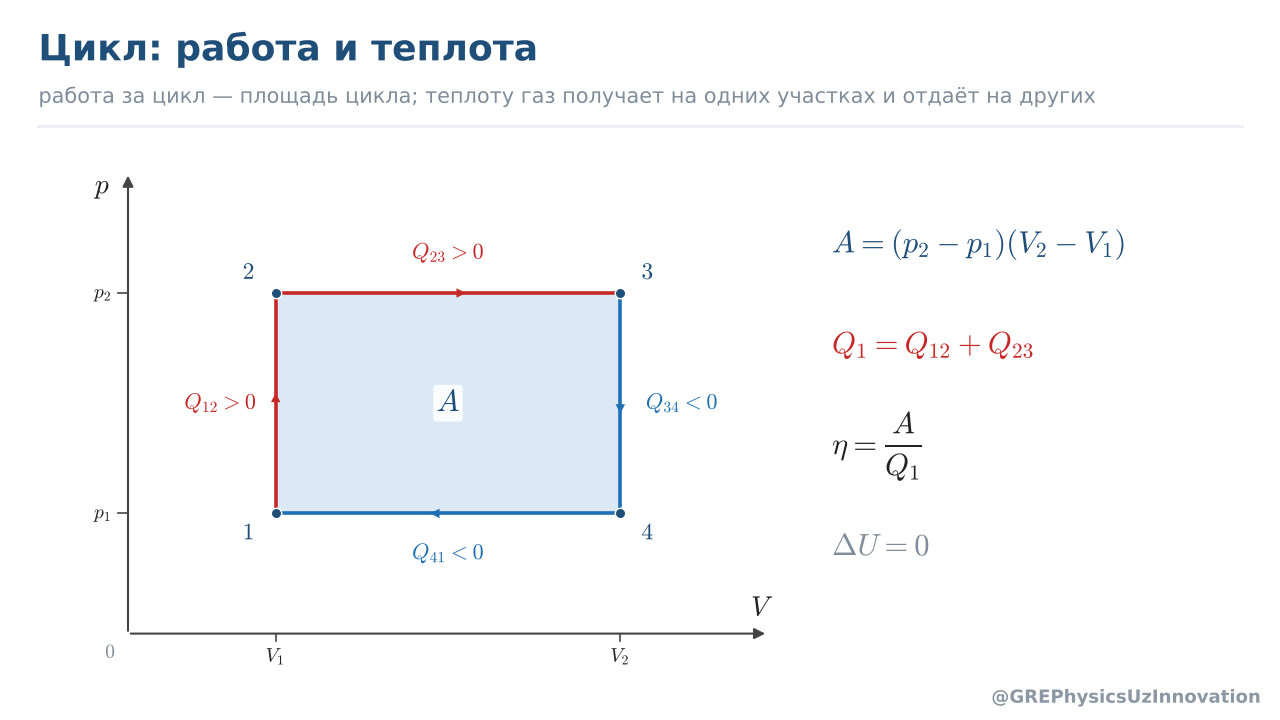 Цикл: работа и теплота
работа за цикл — площадь цикла; теплоту газ получает на одних участках и отдаёт на других
p
Q₂₃ > 0
2
3
p₂
A = (p₂ − p₁)(V₂ − V₁)
Q₁ = Q₁₂ + Q₂₃
Q₁₂ > 0
A
Q₃₄ < 0
η = A / Q₁
p₁
1
4
Q₄₁ < 0
ΔU = 0
V
0
V₁
V₂
@GREPhysicsUzInnovation